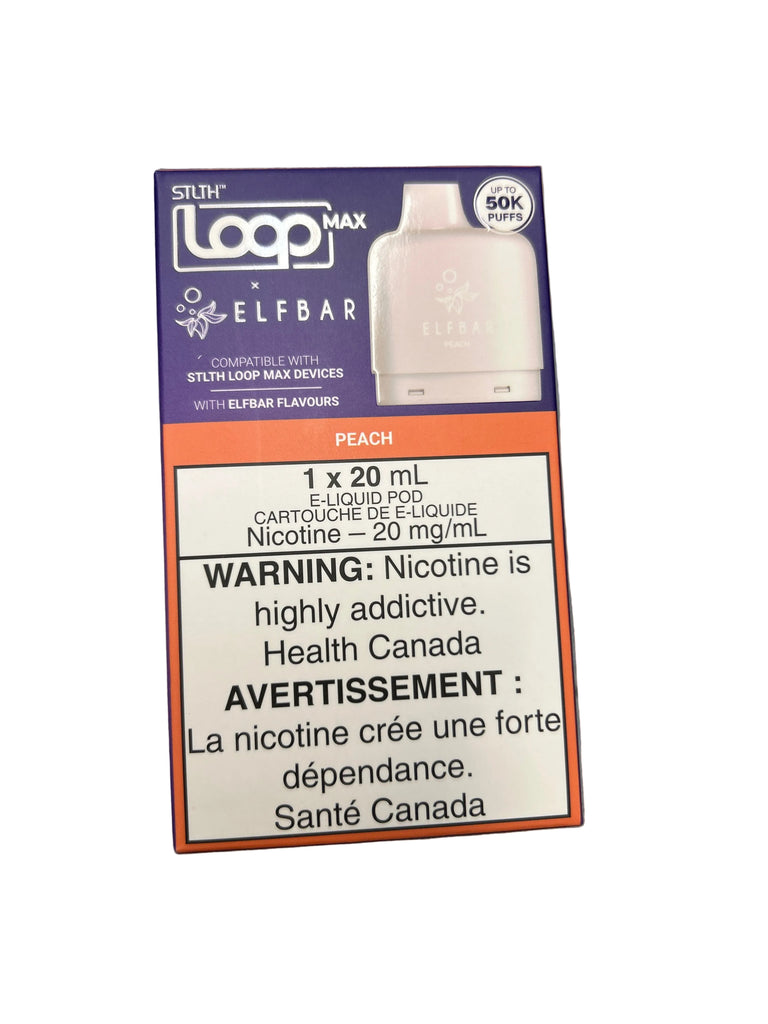 STLTH™
Loop MAX
UP TO
50K
PUFFS
×
ELFBAR
ELFBAR
PEACH
COMPATIBLE WITH
STLTH LOOP MAX DEVICES
WITH ELFBAR FLAVOURS
PEACH
1 x 20 mL
E-LIQUID POD
CARTOUCHE DE E-LIQUIDE
Nicotine – 20 mg/mL
WARNING: Nicotine is
highly addictive.
Health Canada
AVERTISSEMENT :
La nicotine crée une forte
dépendance.
Santé Canada